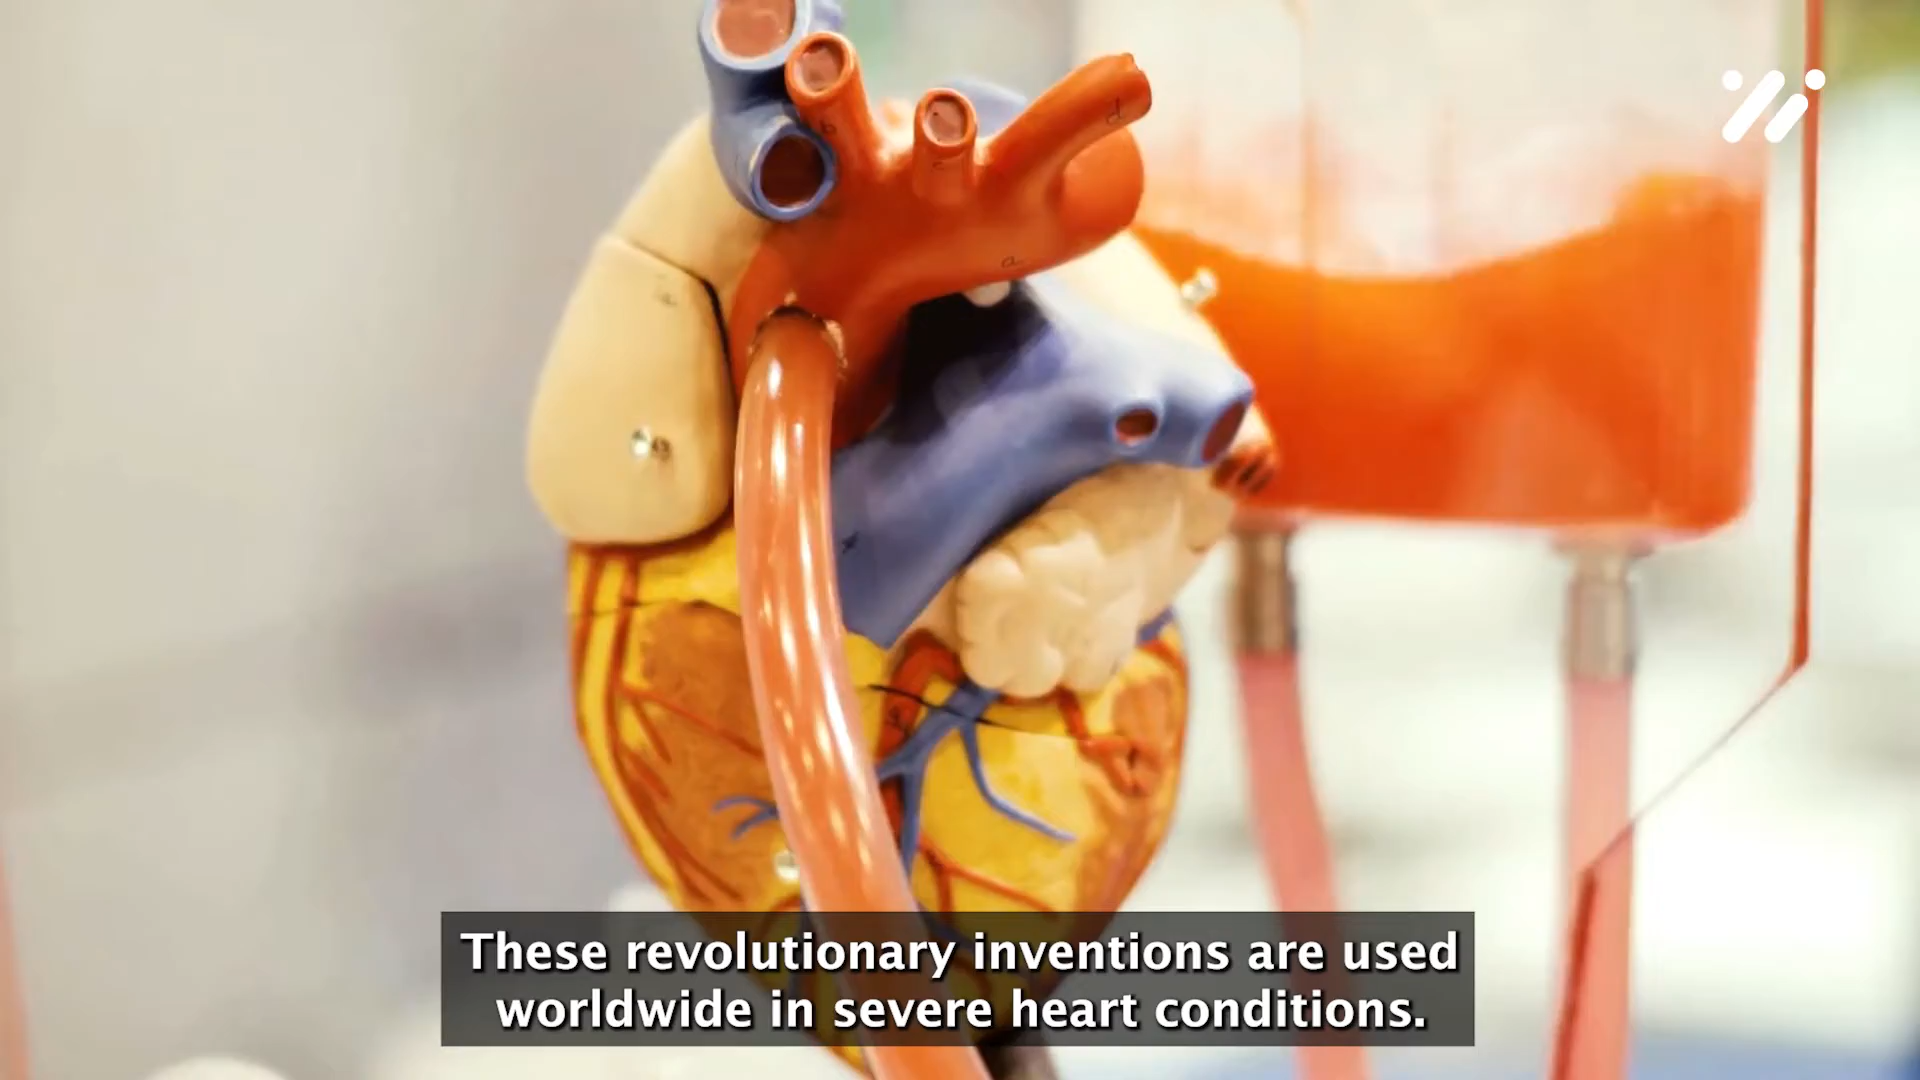 These revolutionary inventions are used
worldwide in severe heart conditions.